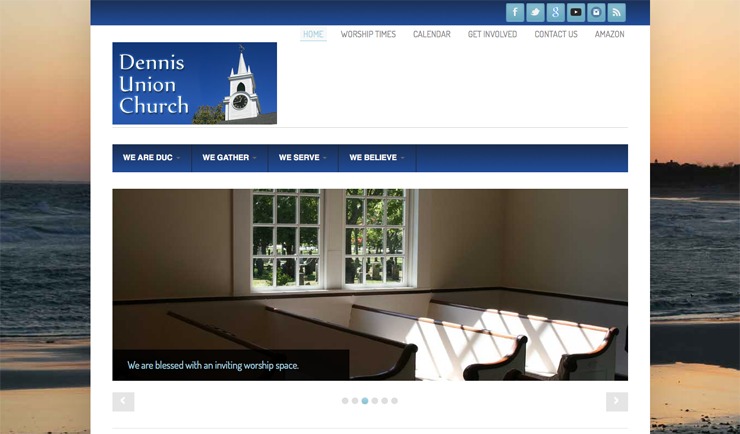 HOME WORSHIP TIMES CALENDAR GET INVOLVED CONTACT US AMAZON
Dennis
Union
Church
WE ARE DUC WE GATHER WE SERVE WE BELIEVE
We are blessed with an inviting worship space.